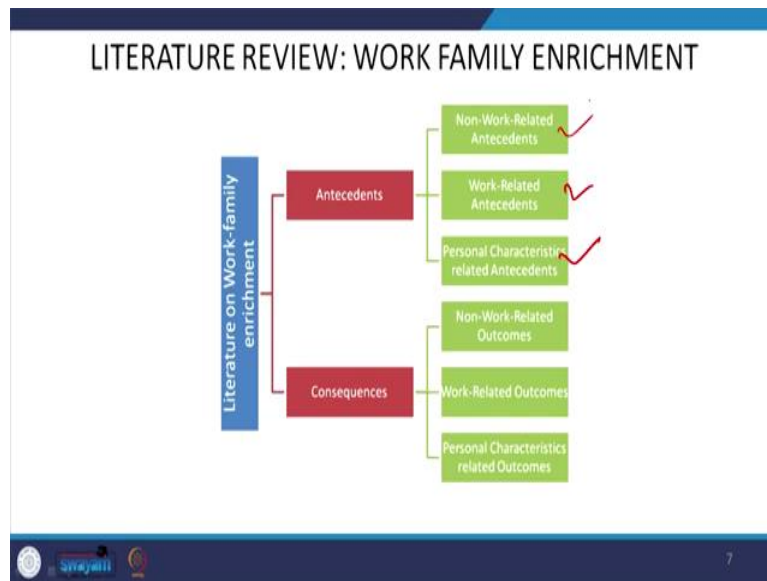 LITERATURE REVIEW: WORK FAMILY ENRICHMENT
Literature on Work-family
enrichment
Antecedents
Non-Work-Related
Antecedents
Work-Related
Antecedents
Personal Characteristics
related Antecedents
Consequences
Non-Work-Related
Outcomes
Work-Related Outcomes
Personal Characteristics
related Outcomes
swayam
7